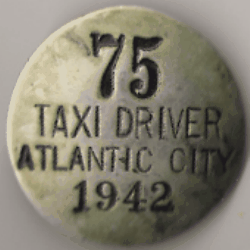 75
TAXI DRIVER
ATLANTIC CITY
1942